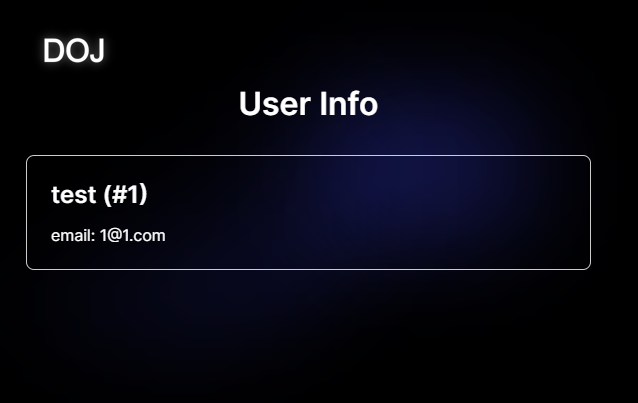 DOJ
User Info
test (#1)
email: 1@1.com